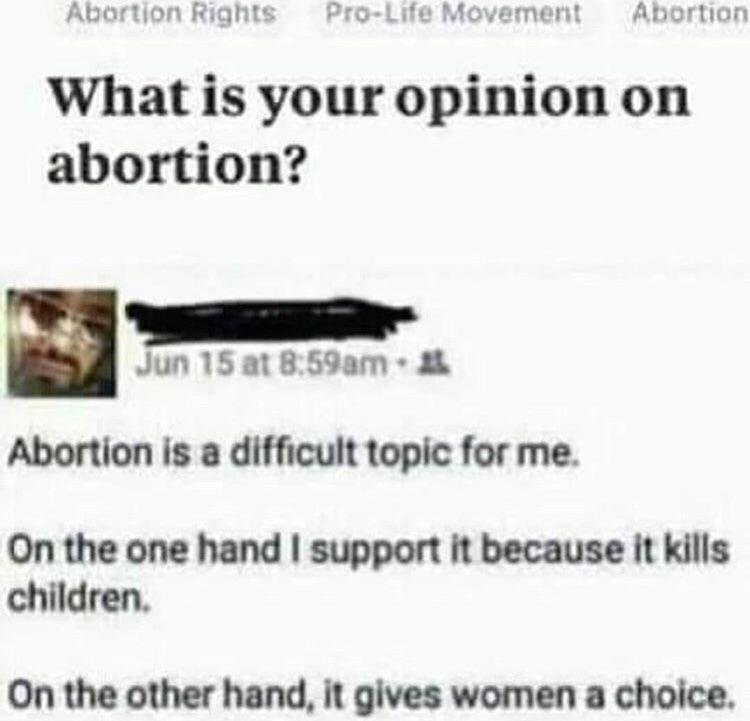 Abortion Rights Pro-Life Movement Abortion
What is your opinion on
abortion?
Jun 15 at 8:59am ·
Abortion is a difficult topic for me.
On the one hand I support it because it kills
children.
On the other hand, it gives women a choice.